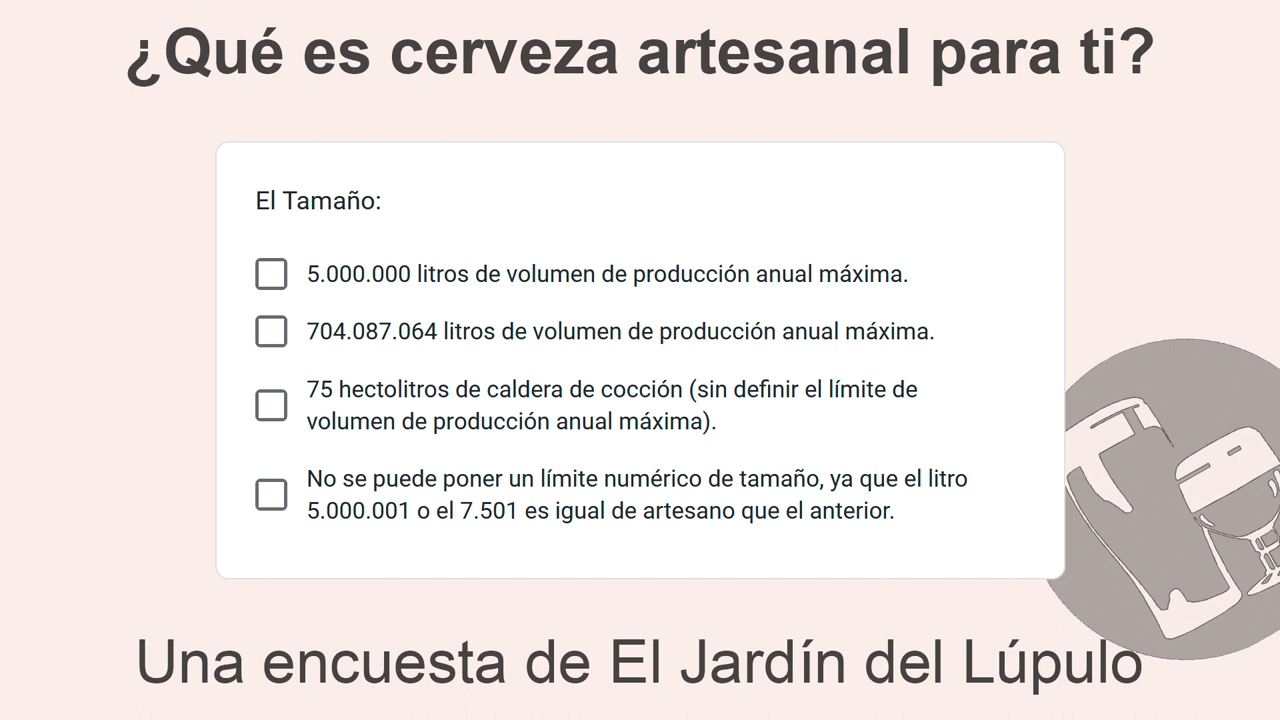 ¿Qué es cerveza artesanal para ti?
El Tamaño:
5.000.000 litros de volumen de producción anual máxima.
704.087.064 litros de volumen de producción anual máxima.
75 hectolitros de caldera de cocción (sin definir el límite de
volumen de producción anual máxima).
No se puede poner un límite numérico de tamaño, ya que el litro
5.000.001 o el 7.501 es igual de artesano que el anterior.
Una encuesta de El Jardín del Lúpulo